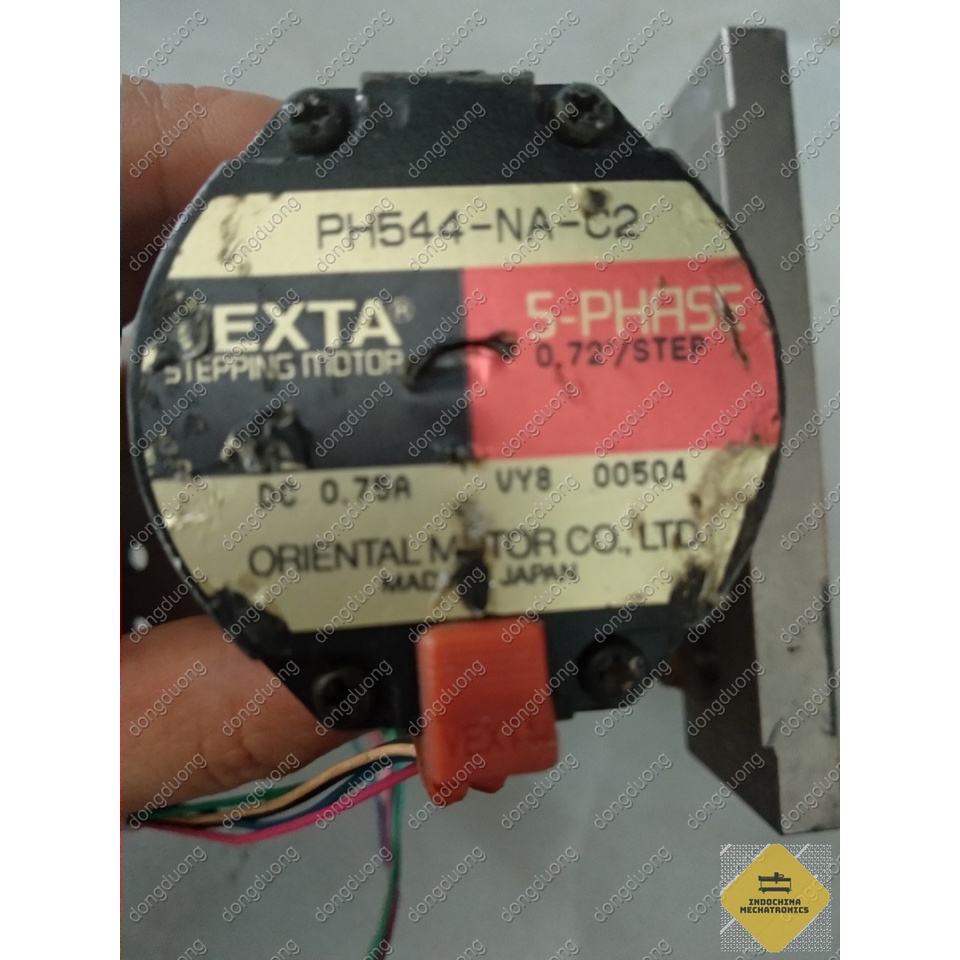 PH544-NA-C2
VEXTA®
STEPPING MOTOR
5-PHASE
0.72°/STEP
DC 0.75A
VY8 00504
ORIENTAL MOTOR CO., LTD.
MADE JAPAN
VEXTA
dongduong
INDOCHINA
MECHATRONICS